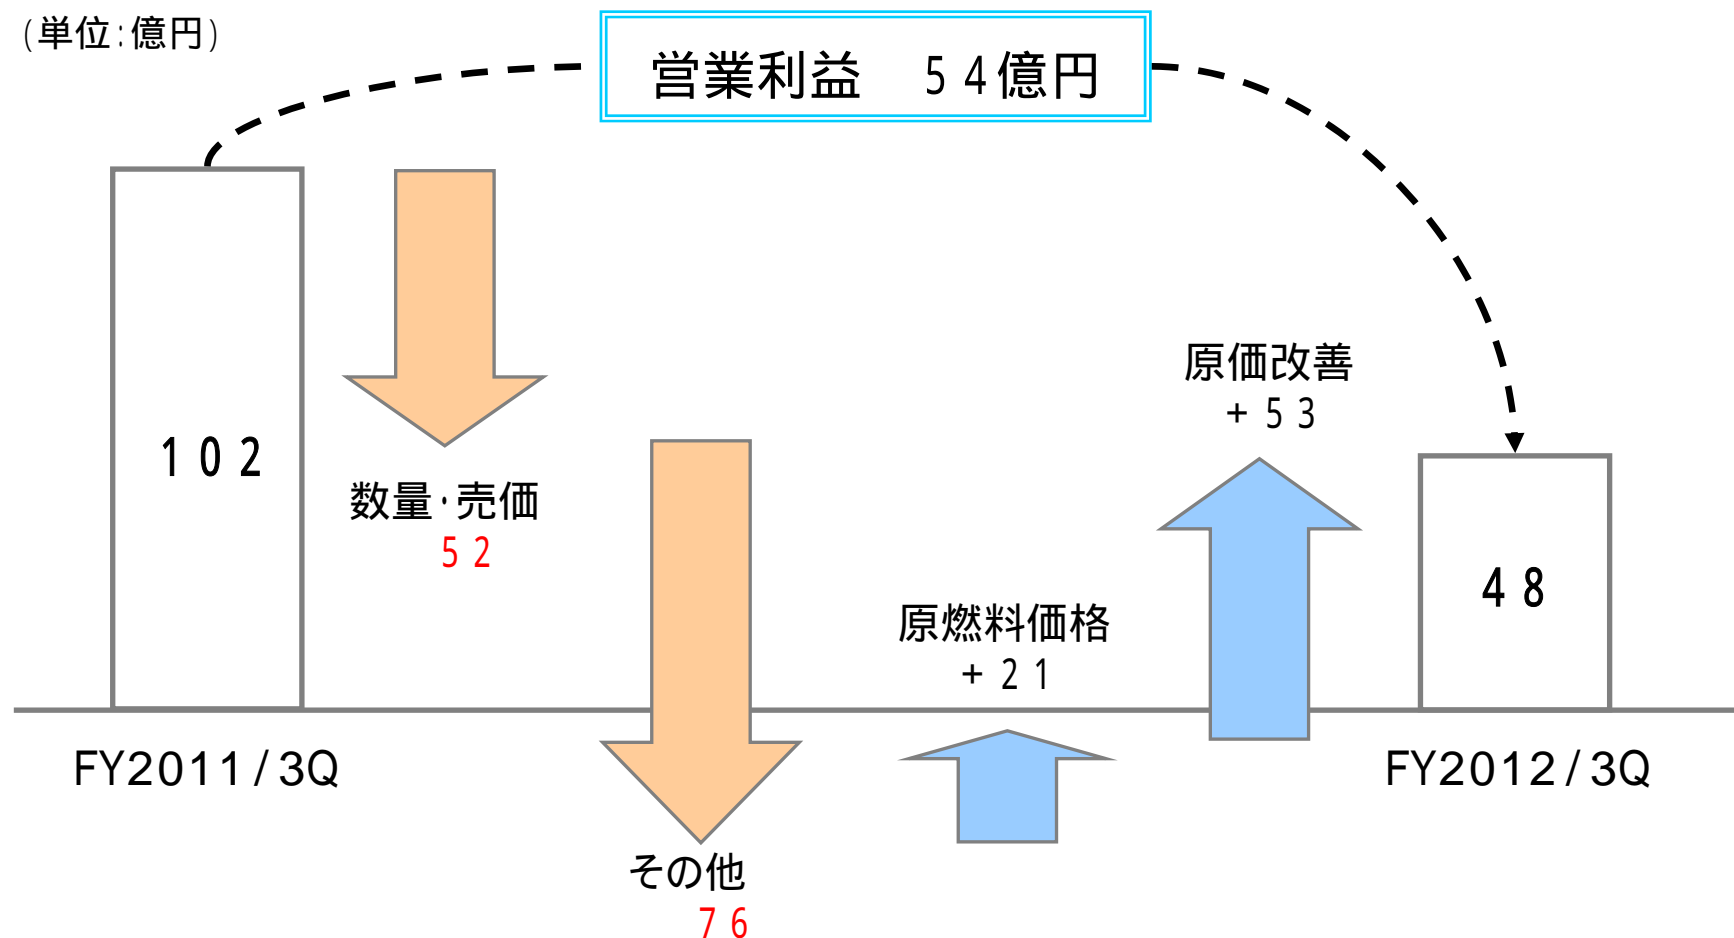 (単位:億円)
営業利益　54億円
102
数量・売価
52
その他
76
原燃料価格
+21
原価改善
+53
48
FY2011/3Q
FY2012/3Q